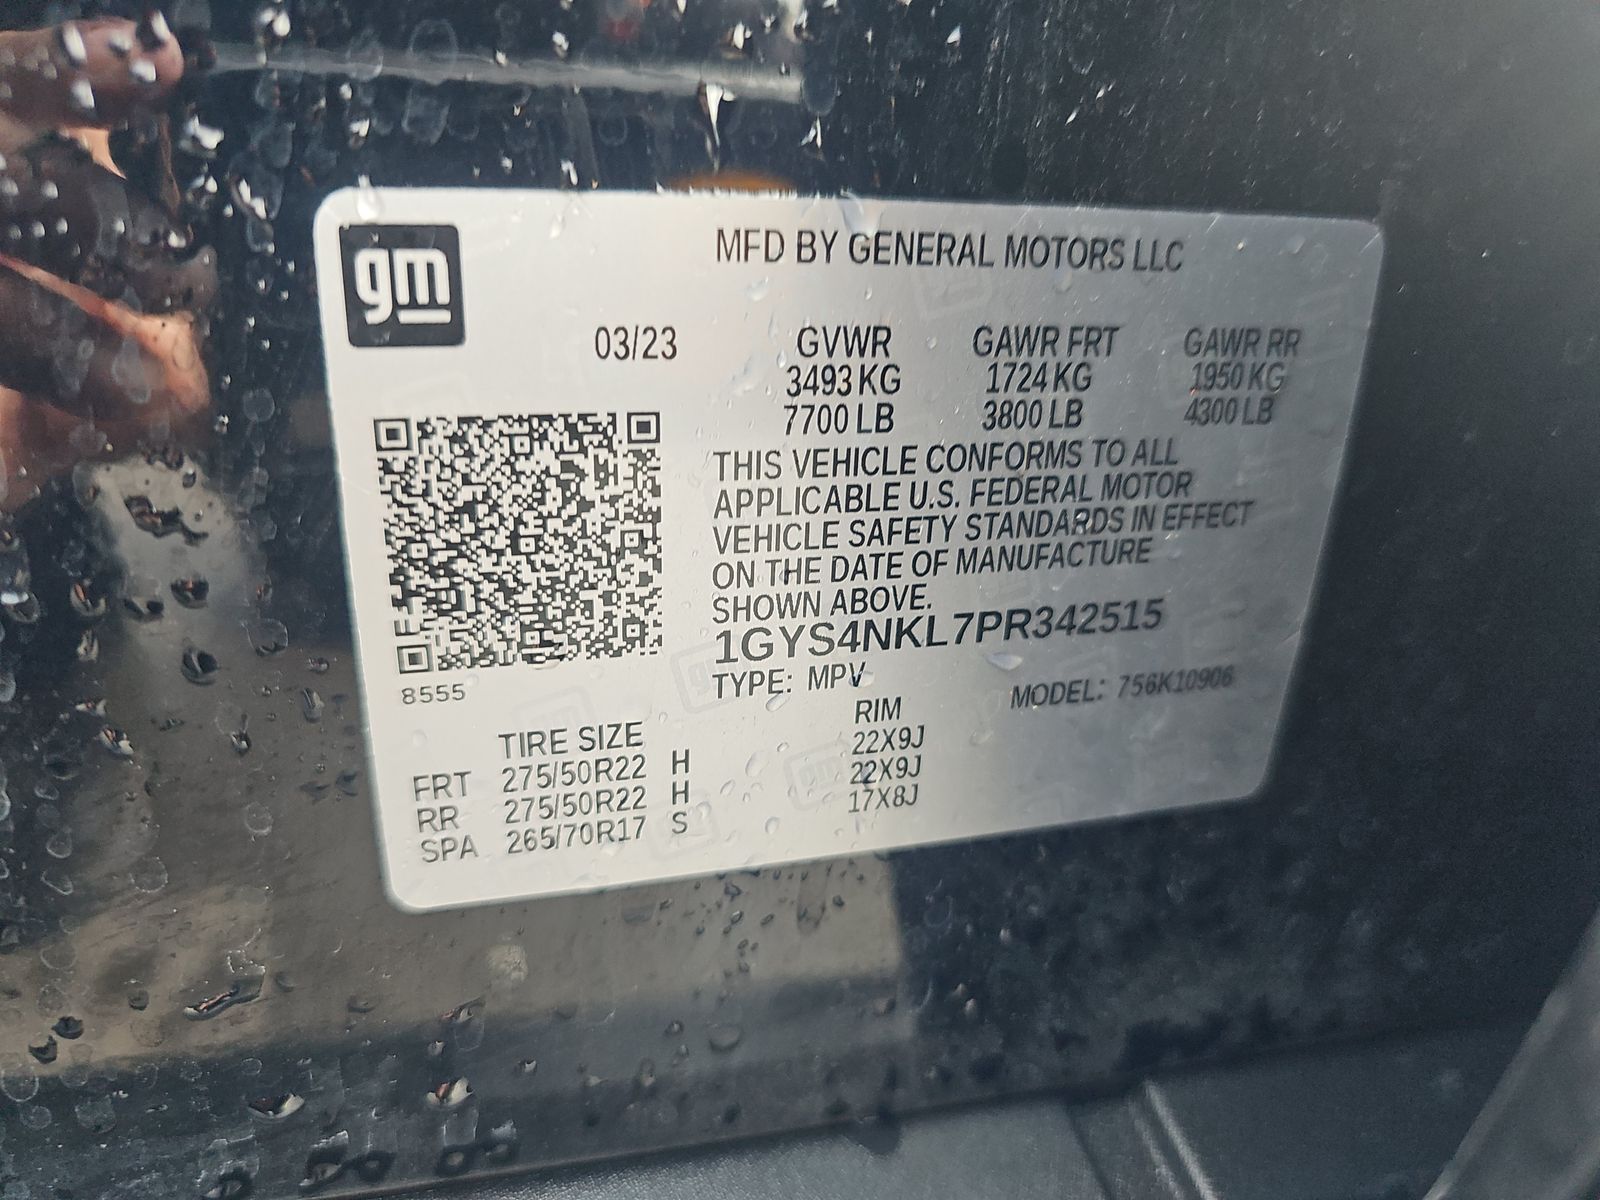 gm
MFD BY GENERAL MOTORS LLC
03/23 GVWR GAWR FRT GAWR RR
3493 KG 1724 KG 1950 KG
7700 LB 3800 LB 4300 LB
THIS VEHICLE CONFORMS TO ALL
APPLICABLE U.S. FEDERAL MOTOR
VEHICLE SAFETY STANDARDS IN EFFECT
ON THE DATE OF MANUFACTURE
SHOWN ABOVE.
1GYS4NKL7PR342515
TYPE: MPV MODEL: 756K10906
8555
TIRE SIZE RIM
FRT 275/50R22 H 22X9J
RR 275/50R22 H 22X9J
SPA 265/70R17 S 17X8J